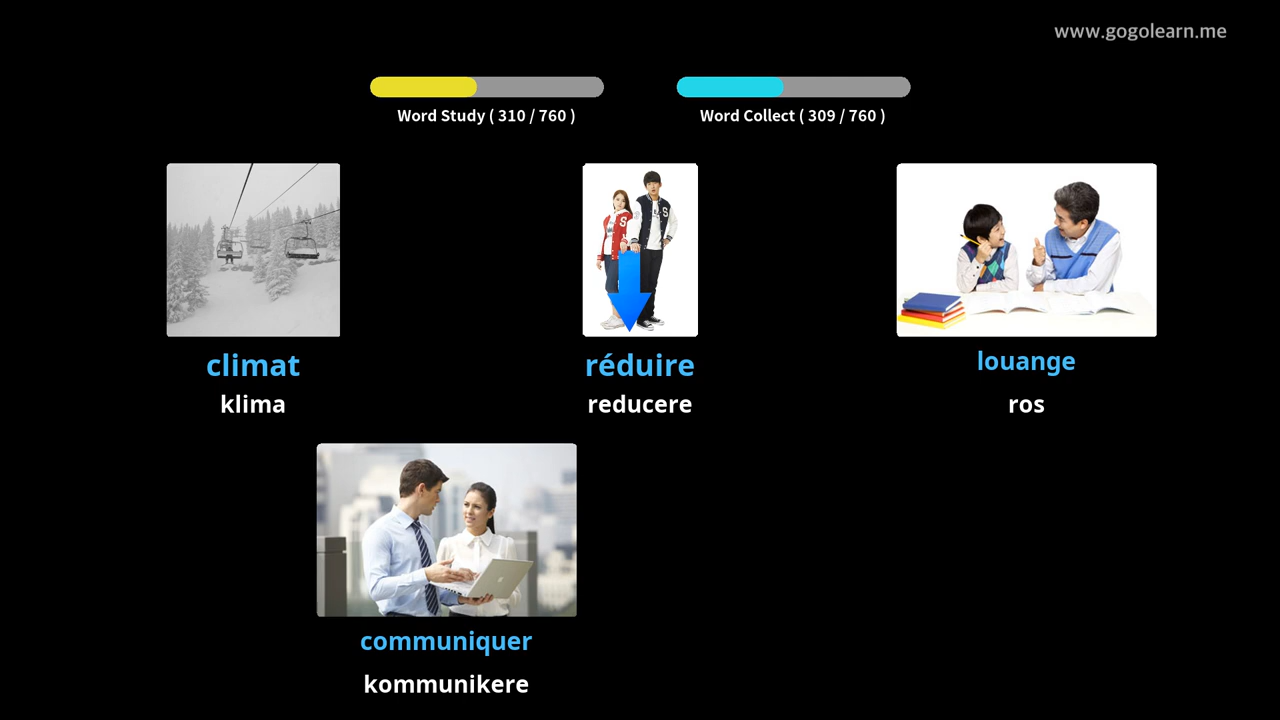 www.gogolearn.me
Word Study ( 310 / 760 )
Word Collect ( 309 / 760 )
climat
klima
réduire
reducere
louange
ros
communiquer
kommunikere
S
S